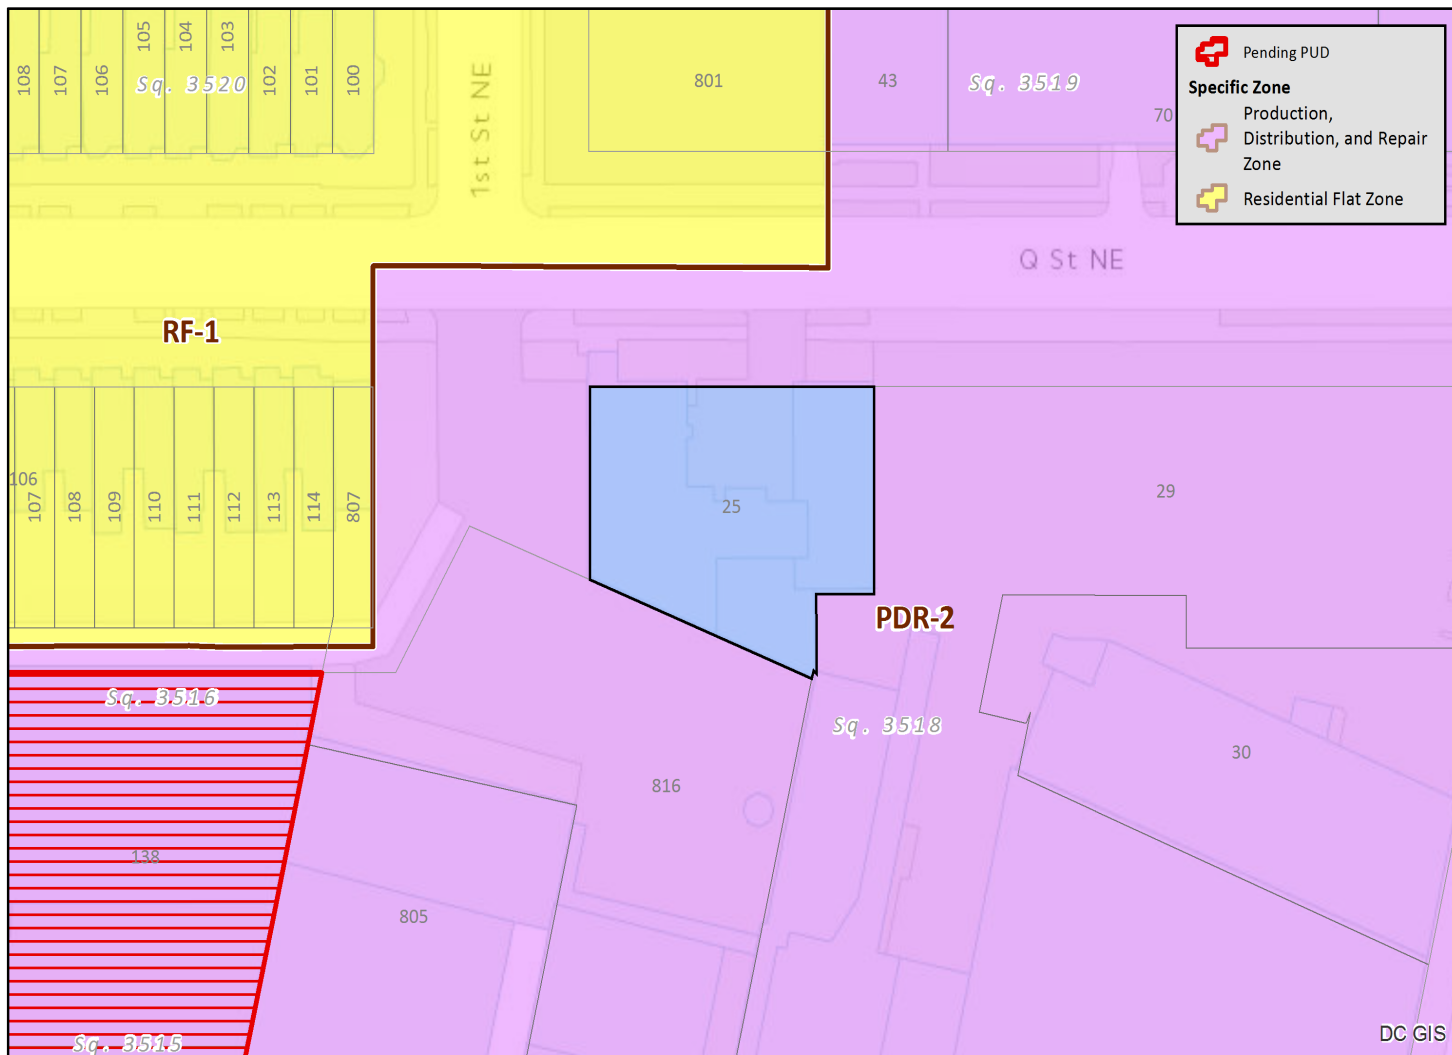 108
107
106
105
104
103
102
101
100
Sq. 3520
1st St NE
801
43
Sq. 3519
70
Pending PUD
Specific Zone
Production,
Distribution, and Repair
Zone
Residential Flat Zone
Q St NE
RF-1
106
107
108
109
110
111
112
113
114
807
25
29
PDR-2
Sq. 3516
Sq. 3518
816
30
138
805
Sq. 3515
DC GIS